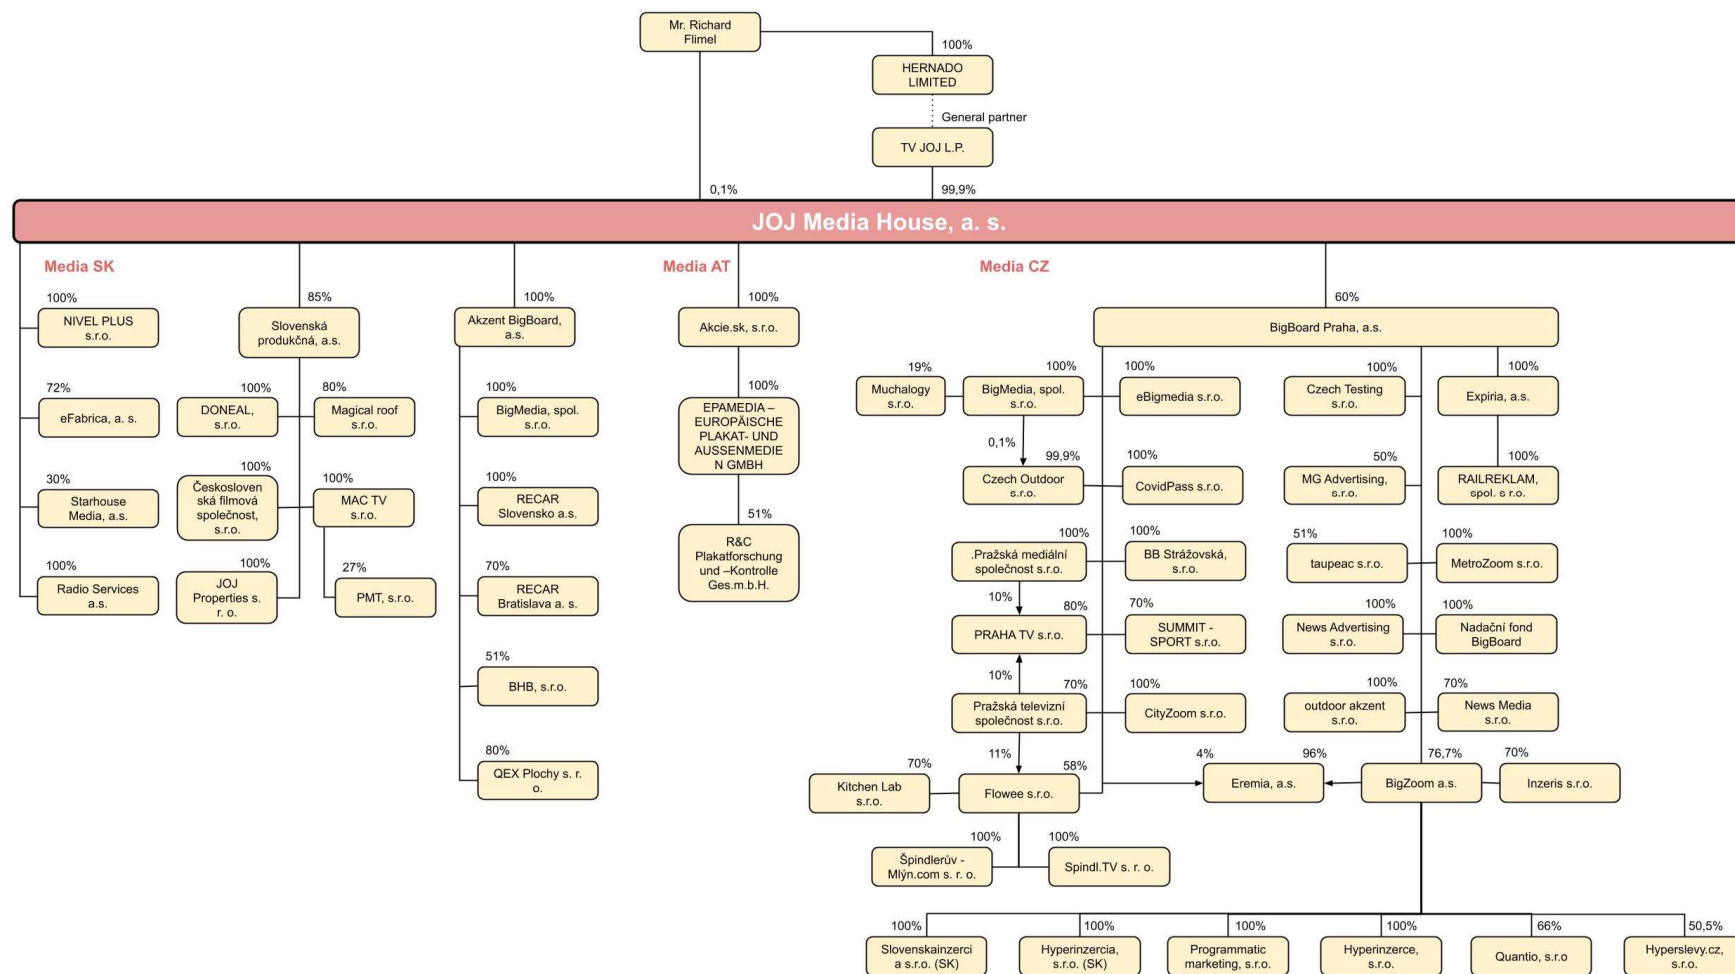 Mr. Richard
Flimel
100%
HERNADO
LIMITED
General partner
TV JOJ L.P.
0,1%
99,9%
JOJ Media House, a. s.
Media SK
Media AT
Media CZ
100%
NIVEL PLUS
s.r.o.
72%
eFabrica, a. s.
30%
Starhouse
Media, a.s.
100%
Radio Services
a.s.
85%
Slovenská
produkčná, a.s.
100%
DONEAL,
s.r.o.
80%
Magical roof
s.r.o.
100%
Českosloven
ská filmová
společnost,
s.r.o.
100%
MAC TV
s.r.o.
100%
JOJ
Properties s.
r. o.
27%
PMT, s.r.o.
100%
Akzent BigBoard,
a.s.
100%
BigMedia, spol.
s.r.o.
100%
RECAR
Slovensko a.s.
70%
RECAR
Bratislava a. s.
51%
BHB, s.r.o.
80%
QEX Plochy s. r.
o.
100%
Akcie.sk, s.r.o.
100%
EPAMEDIA –
EUROPÄISCHE
PLAKAT- UND
AUSSENMEDIE
N GMBH
51%
R&C
Plakatforschung
und –Kontrolle
Ges.m.b.H.
60%
BigBoard Praha, a.s.
19%
Muchalogy
s.r.o.
100%
BigMedia, spol.
s.r.o.
100%
eBigmedia s.r.o.
0,1%
99,9%
Czech Outdoor
s.r.o.
100%
CovidPass s.r.o.
100%
.Pražská mediální
společnost s.r.o.
100%
BB Strážovská,
s.r.o.
10%
80%
PRAHA TV s.r.o.
70%
SUMMIT -
SPORT s.r.o.
10%
70%
Pražská televizní
společnost s.r.o.
100%
CityZoom s.r.o.
11%
58%
Flowee s.r.o.
70%
Kitchen Lab
s.r.o.
100%
Špindlerův -
Mlýn.com s. r. o.
100%
Spindl.TV s. r. o.
100%
Czech Testing
s.r.o.
100%
Expiria, a.s.
50%
MG Advertising,
s.r.o.
100%
RAILREKLAM,
spol. s r.o.
51%
taupeac s.r.o.
100%
MetroZoom s.r.o.
100%
News Advertising
s.r.o.
100%
Nadační fond
BigBoard
100%
outdoor akzent
s.r.o.
70%
News Media
s.r.o.
4%
96%
Eremia, a.s.
76,7%
BigZoom a.s.
70%
Inzeris s.r.o.
100%
Slovenskainzerci
a s.r.o. (SK)
100%
Hyperinzercia,
s.r.o. (SK)
100%
Programmatic
marketing, s.r.o.
100%
Hyperinzerce,
s.r.o.
66%
Quantio, s.r.o
50,5%
Hyperslevy.cz,
s.r.o.